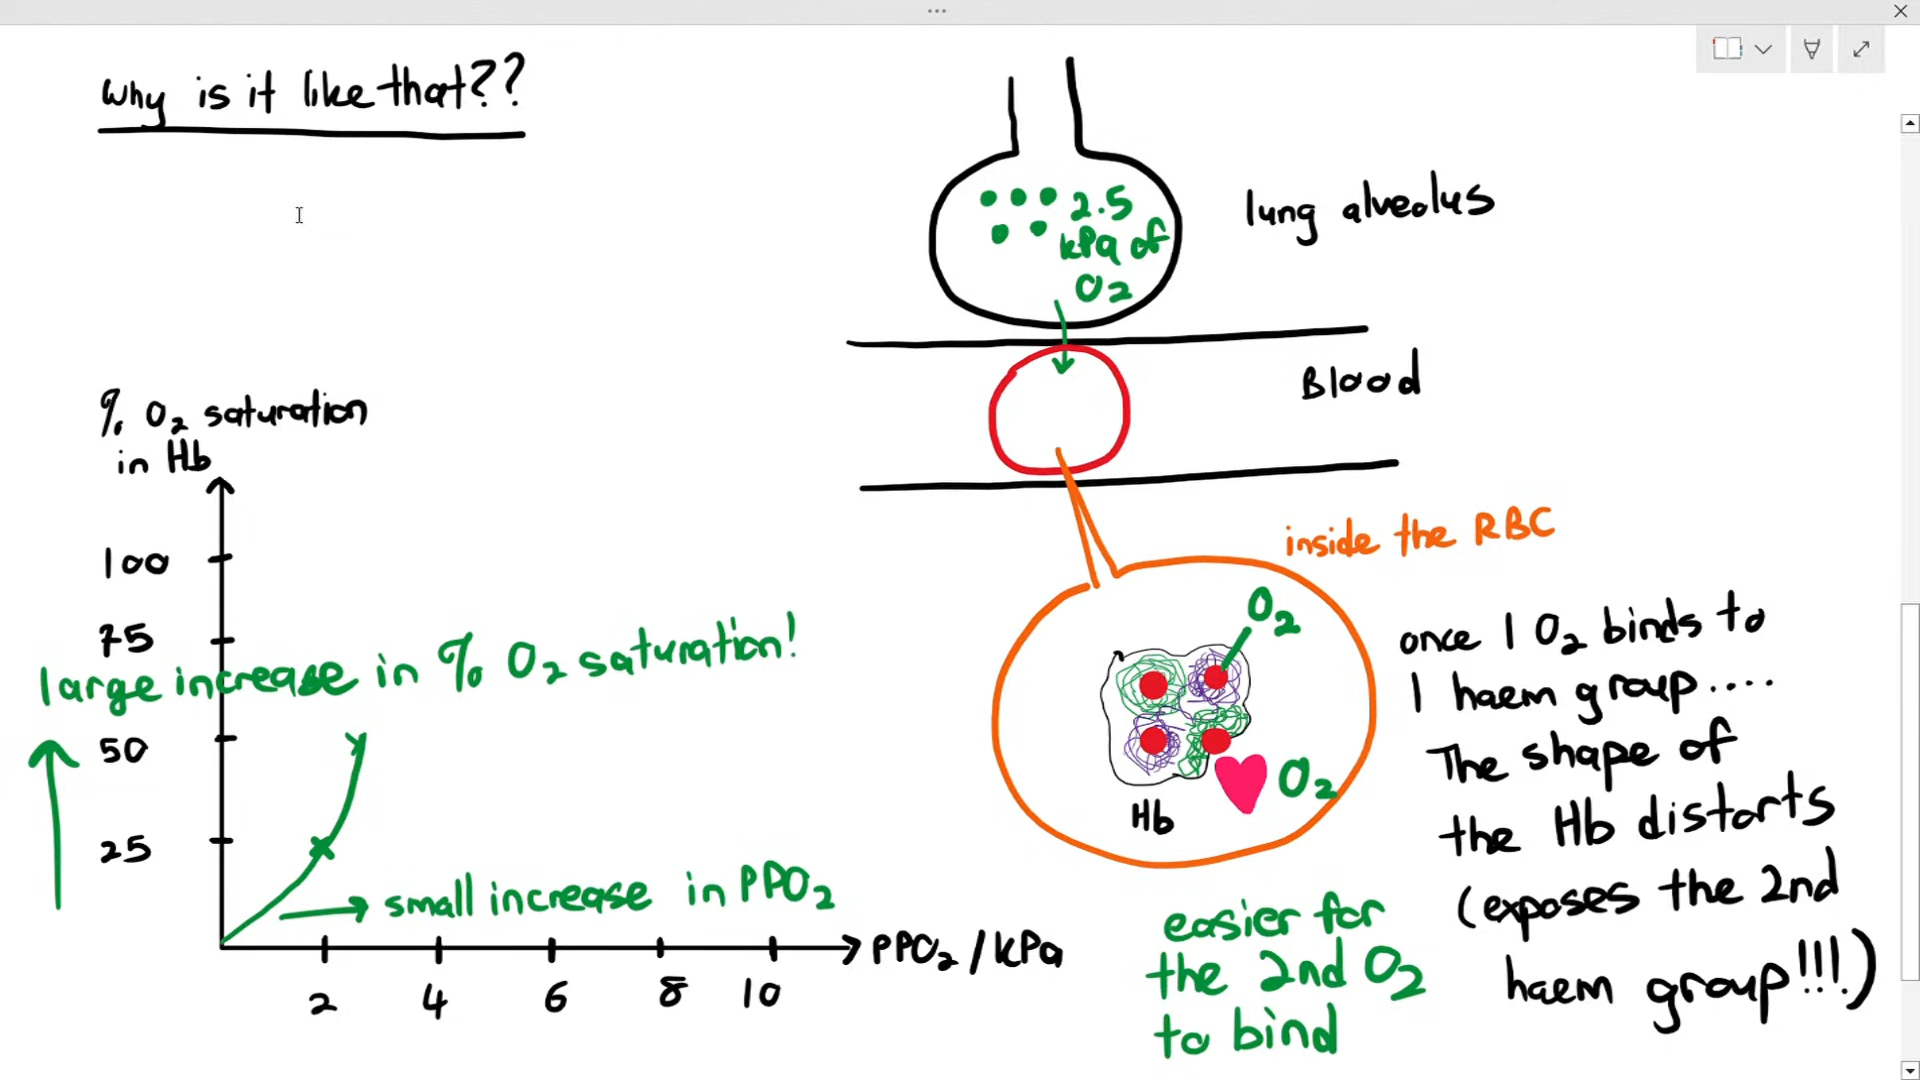 Why is it like that??
2.5
kPa of
O2
lung alveolus
Blood
% O2 saturation
in Hb
100
75
50
25
large increase in % O2 saturation!
small increase in PPO2
PPO2 / kPa
2 4 6 8 10
inside the RBC
O2
O2
Hb
once 1 O2 binds to
1 haem group....
The shape of
the Hb distorts
(exposes the 2nd
haem group!!!)
easier for
the 2nd O2
to bind